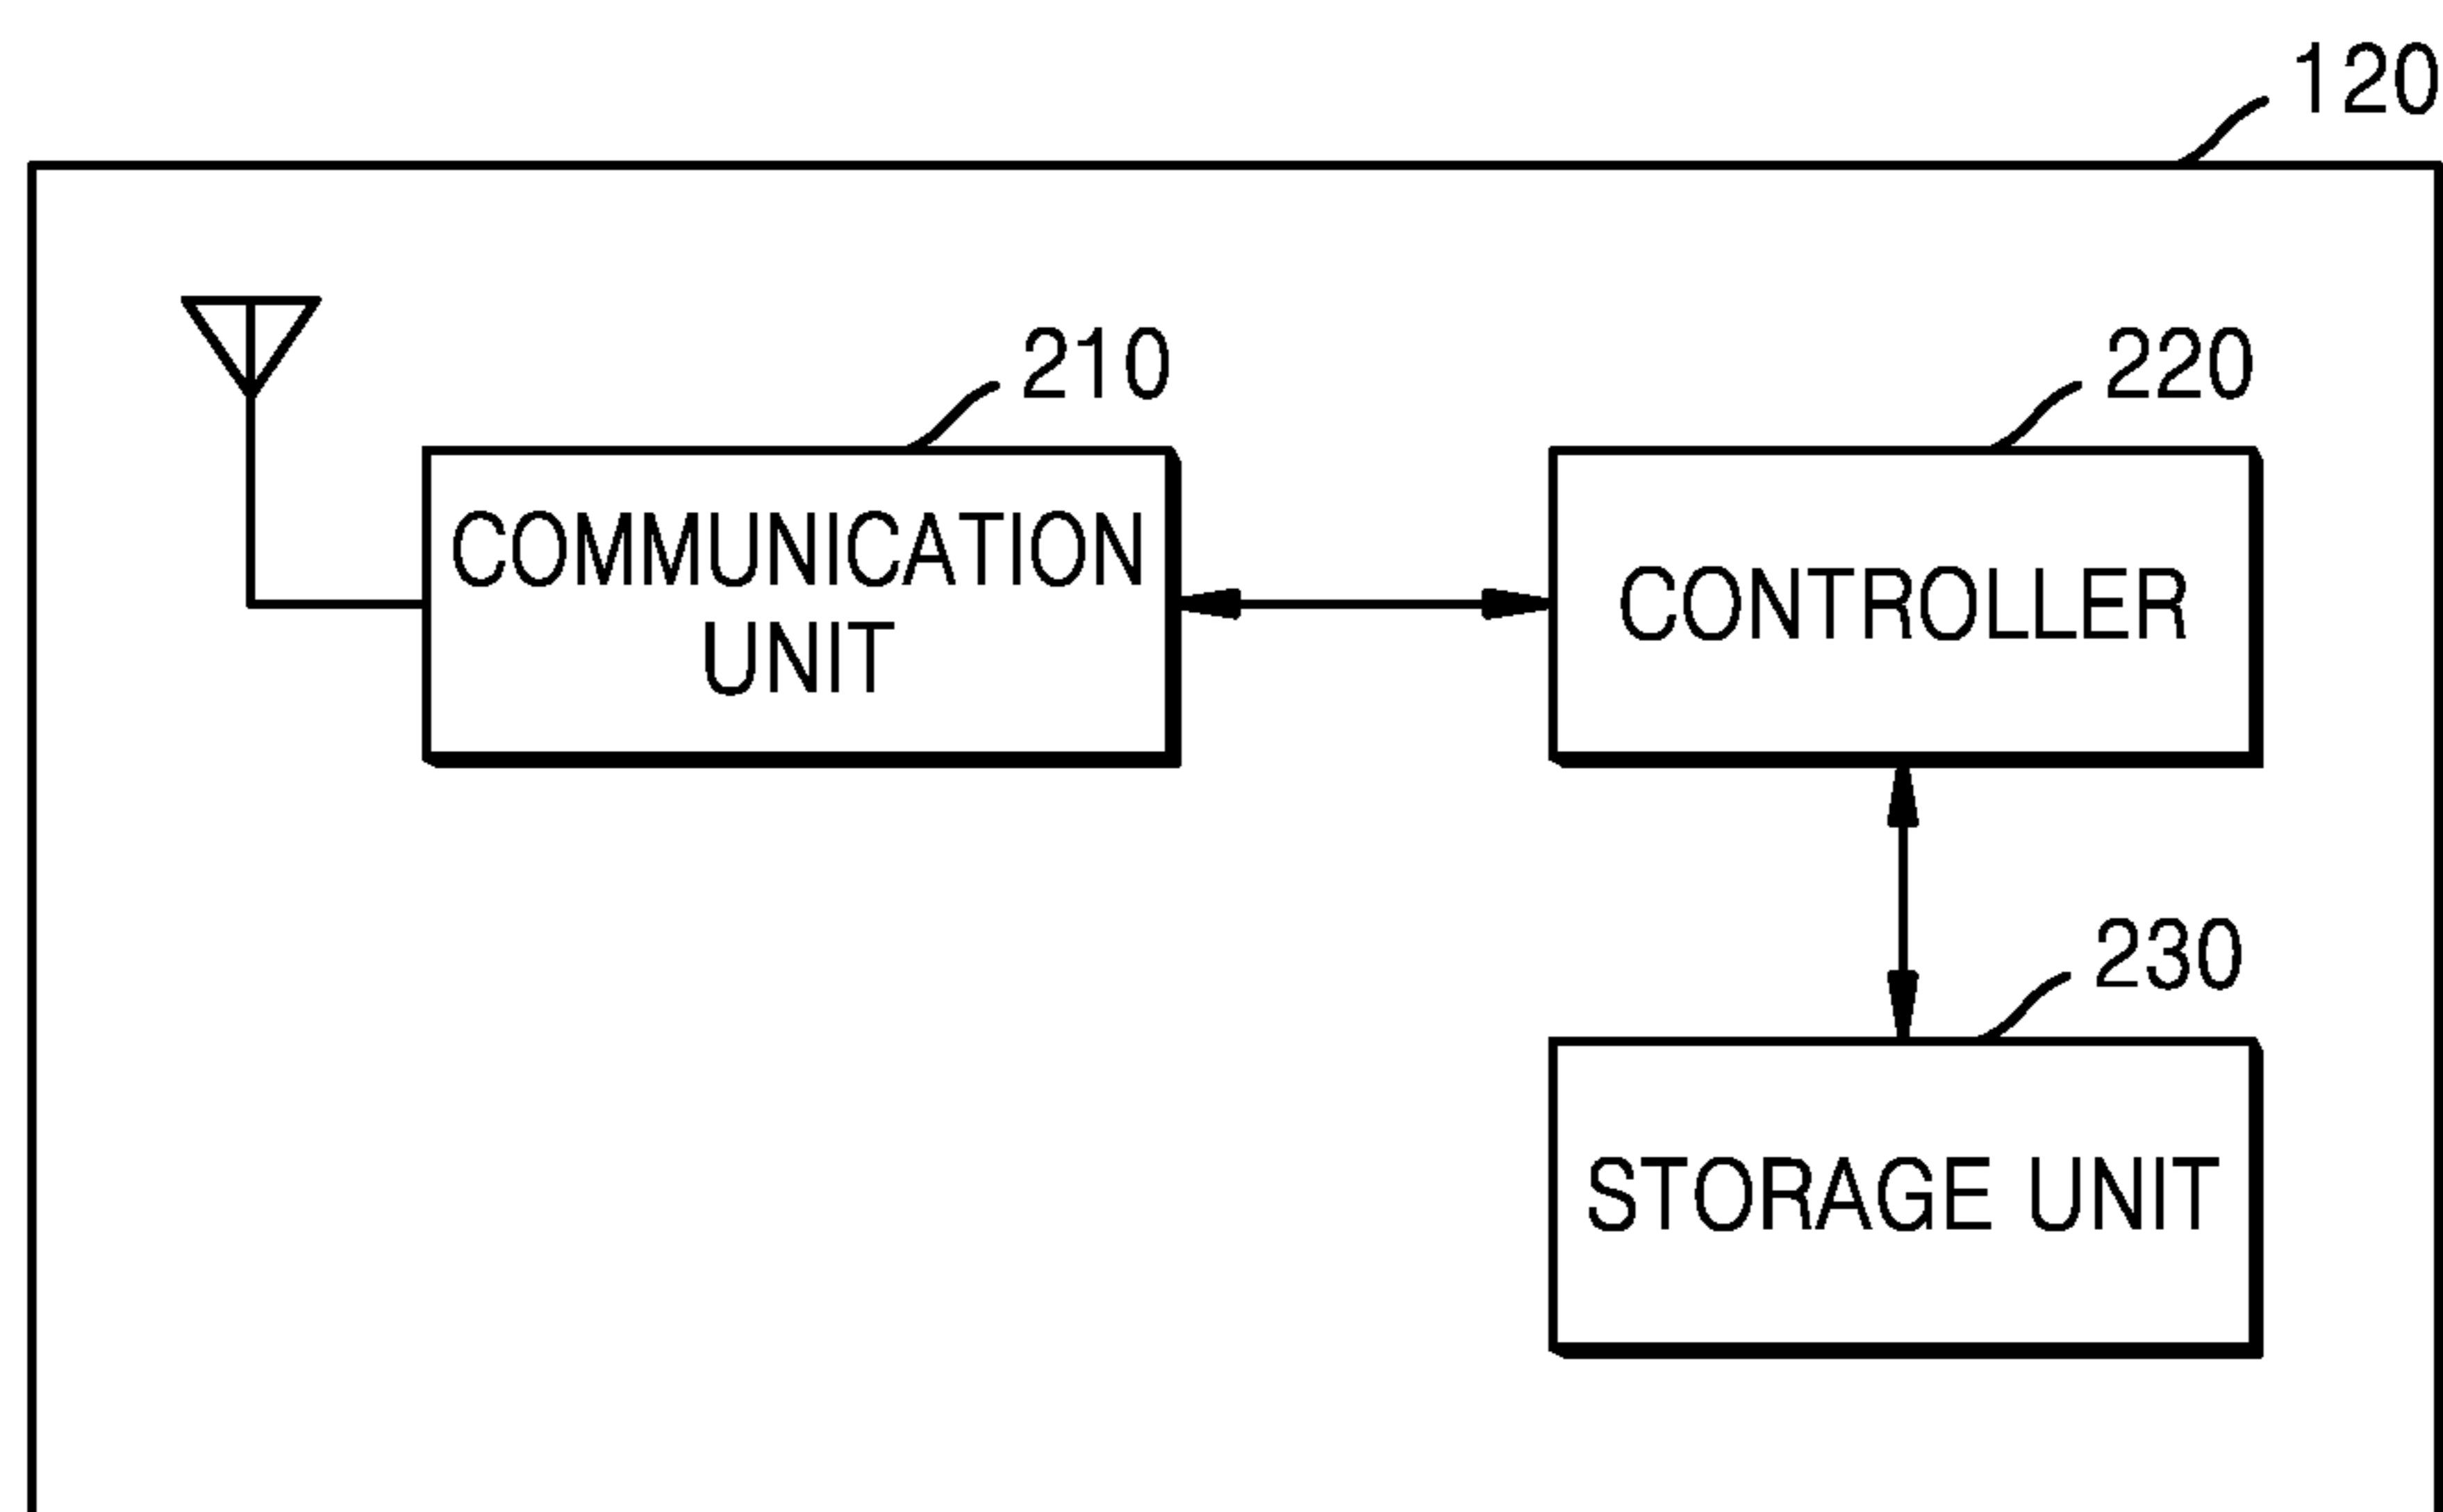 120
210
220
COMMUNICATION
UNIT
CONTROLLER
230
STORAGE UNIT